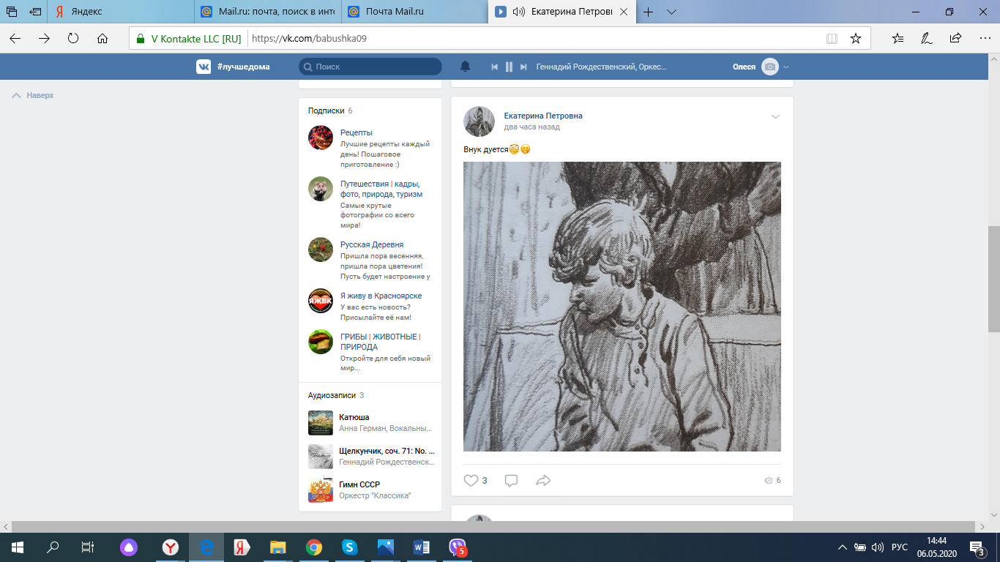 Яндекс
Mail.ru: почта, поиск в инте
Почта Mail.ru
Екатерина Петровн
V Kontakte LLC [RU]
https://vk.com/babushka09
#лучшедома
Поиск
Геннадий Рождественский, Оркес...
Олеся
Наверх
Подписки 6
Рецепты
Лучшие рецепты каждый
день! Пошаговое
приготовление :)
Путешествия | кадры,
фото, природа, туризм
Самые крутые
фотографии со всего
мира!
Русская Деревня
Пришла пора весенняя,
пришла пора цветения!
Пусть будет настроение у
ЯЖВК
Я живу в Красноярске
У вас есть новость?
Присылайте её нам!
ГРИБЫ | ЖИВОТНЫЕ |
ПРИРОДА
Откройте для себя новый
мир...
Аудиозаписи 3
Катюша
Анна Герман, Вокальны...
Щелкунчик, соч. 71: No. ...
Геннадий Рождественск...
Гимн СССР
Оркестр "Классика"
Екатерина Петровна
два часа назад
Внук дуется🧐🤭
3
6
5
РУС
14:44
06.05.2020
3